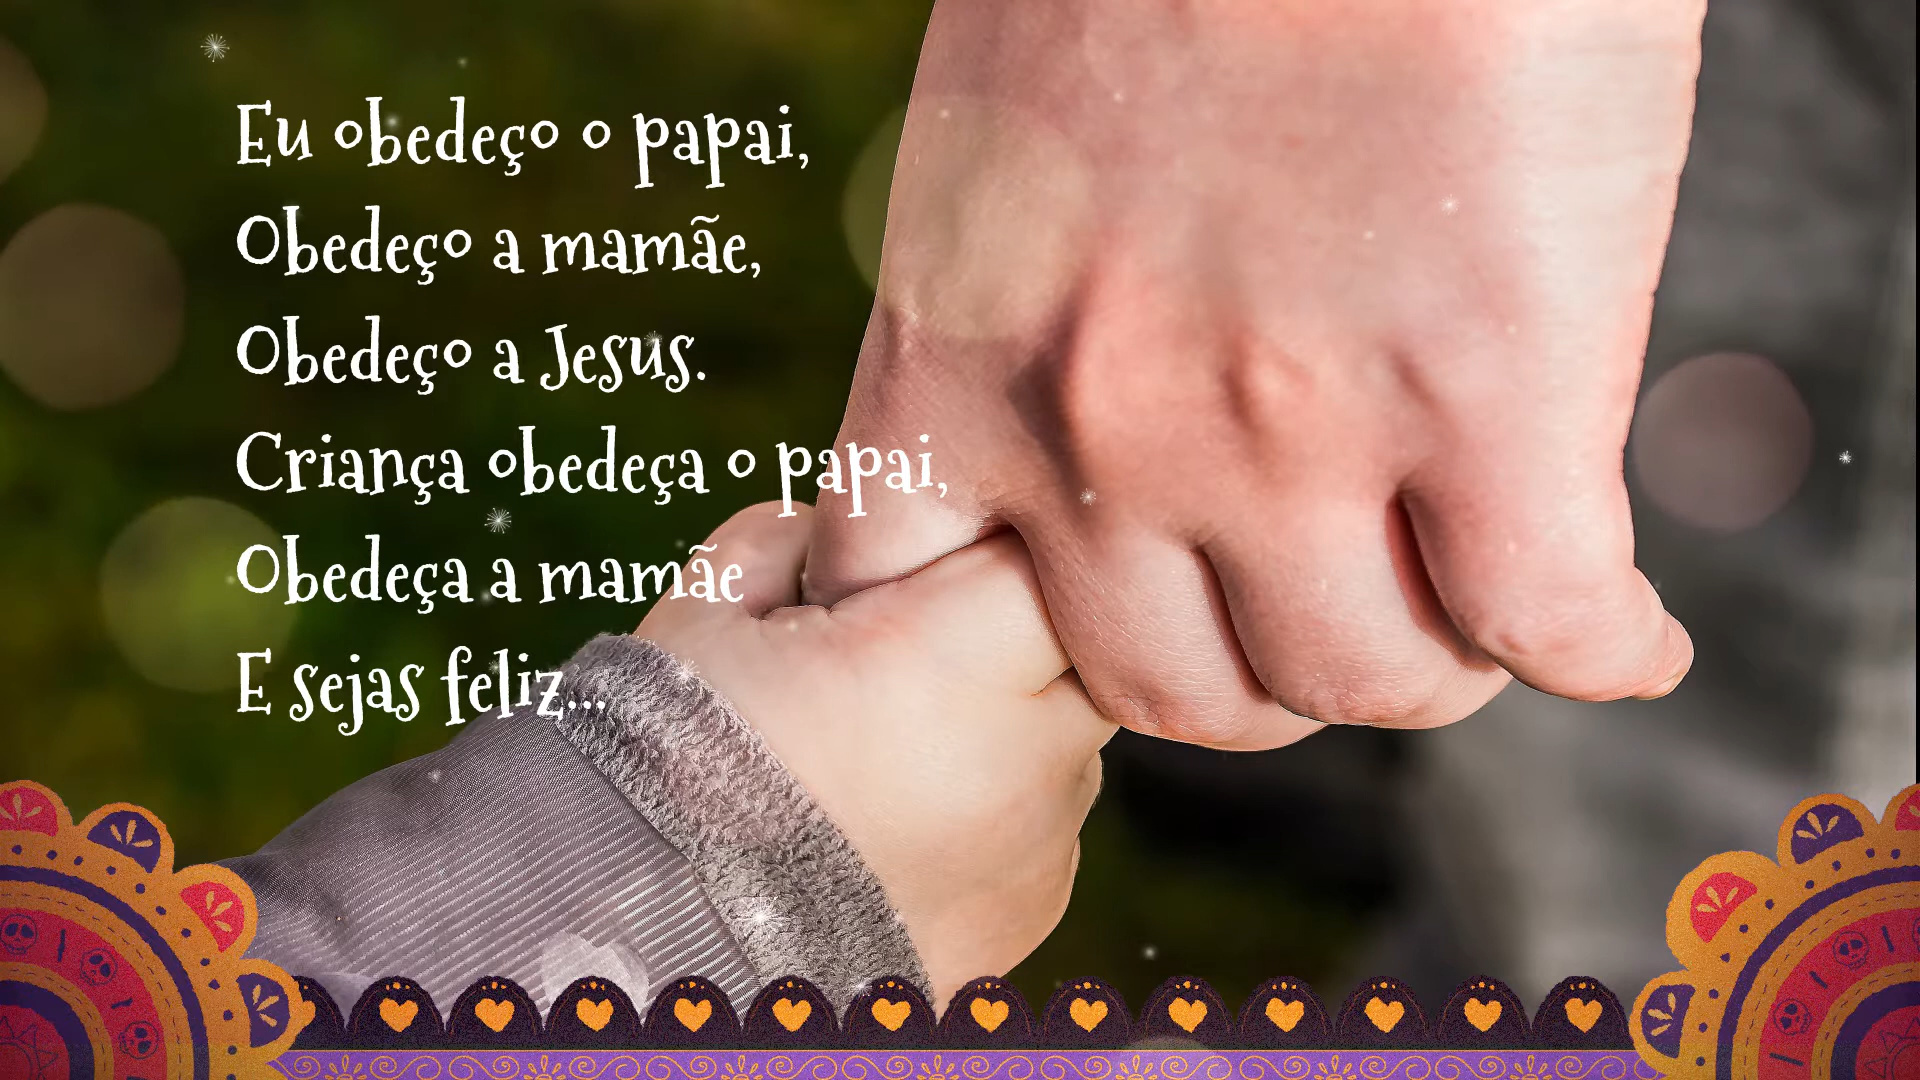 Eu obedeço o papai,
Obedeço a mamãe,
Obedeço a Jesus.
Criança obedeça o papai,
Obedeça a mamãe
E sejas feliz...